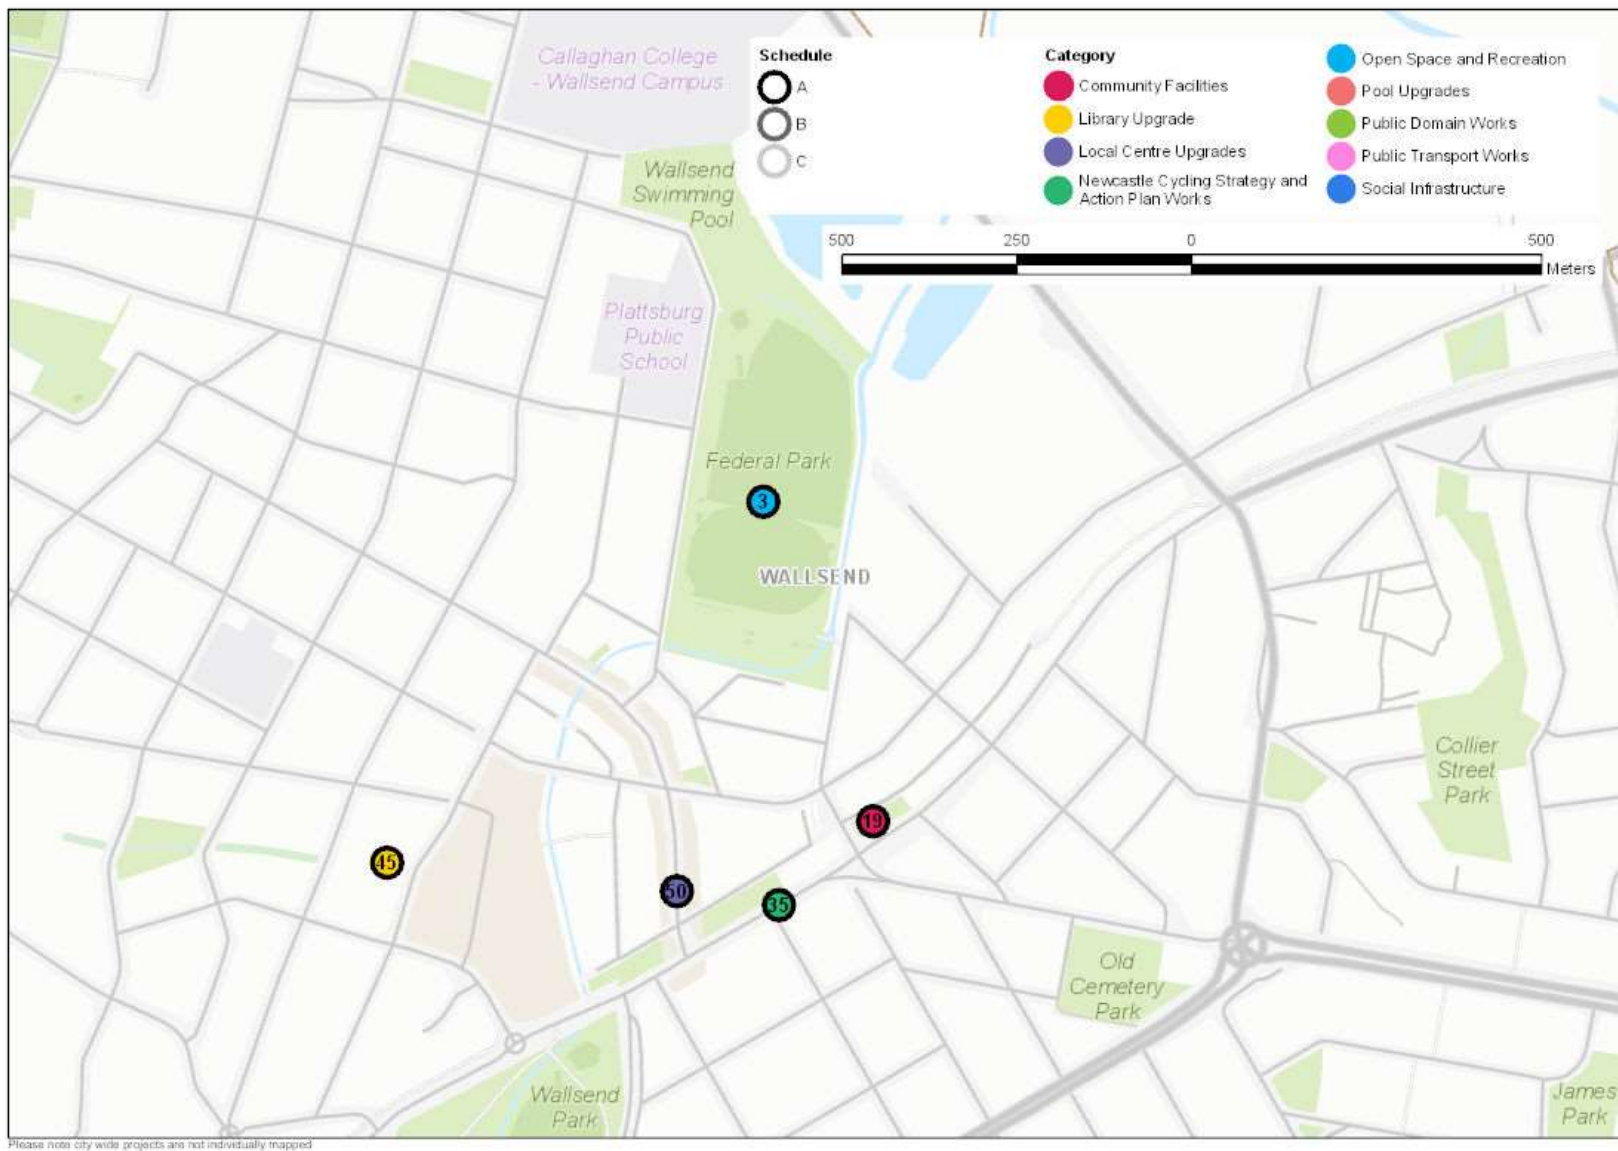 Callaghan College
- Wallsend Campus
Schedule
A
B
C
Category
Community Facilities
Library Upgrade
Local Centre Upgrades
Newcastle Cycling Strategy and
Action Plan Works
Open Space and Recreation
Pool Upgrades
Public Domain Works
Public Transport Works
Social Infrastructure
500
250
0
500
Meters
Wallsend
Swimming
Pool
Plattsburg
Public
School
Federal Park
3
WALLSEND
Collier
Street
Park
19
45
50
35
Old
Cemetery
Park
Wallsend
Park
James
Park
Please note city wide projects are not individually mapped